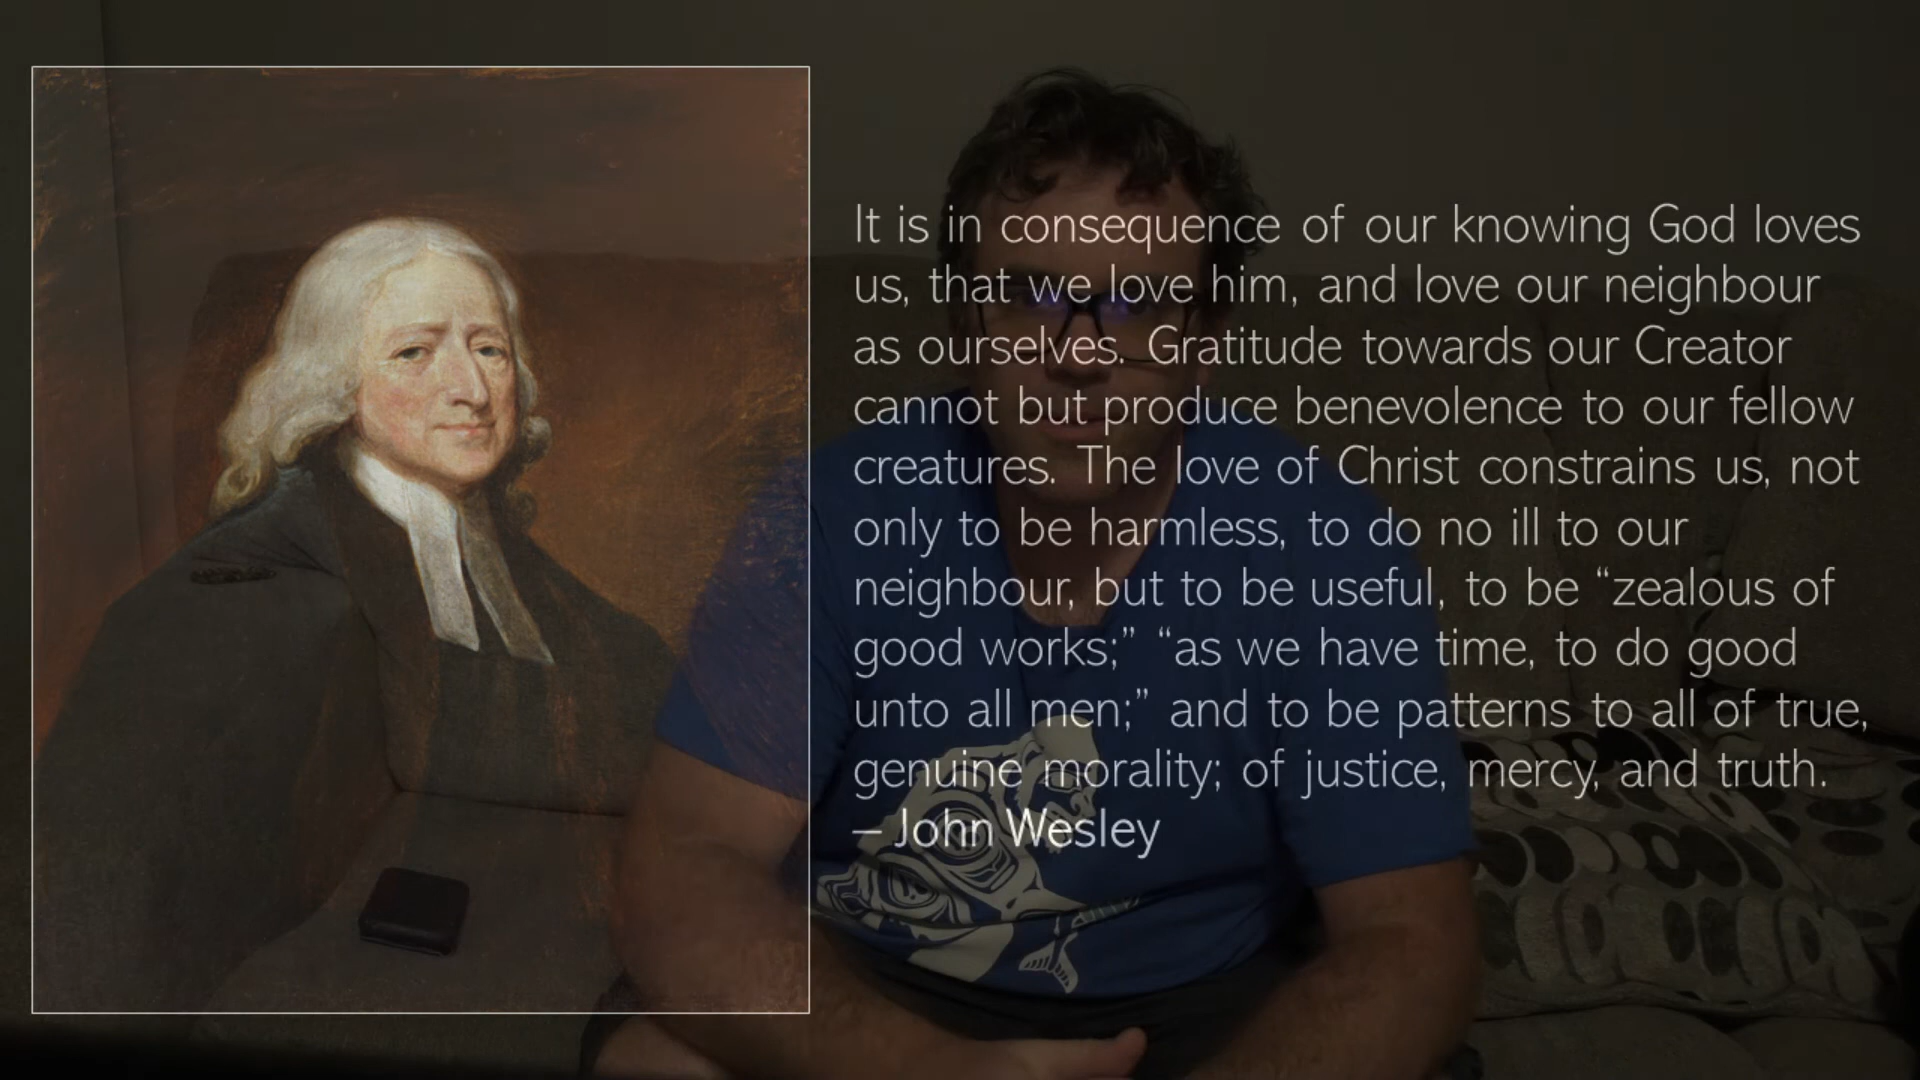 It is in consequence of our knowing God loves
us, that we love him, and love our neighbour
as ourselves. Gratitude towards our Creator
cannot but produce benevolence to our fellow
creatures. The love of Christ constrains us, not
only to be harmless, to do no ill to our
neighbour, but to be useful, to be “zealous of
good works;” “as we have time, to do good
unto all men;” and to be patterns to all of true,
genuine morality; of justice, mercy, and truth.
– John Wesley